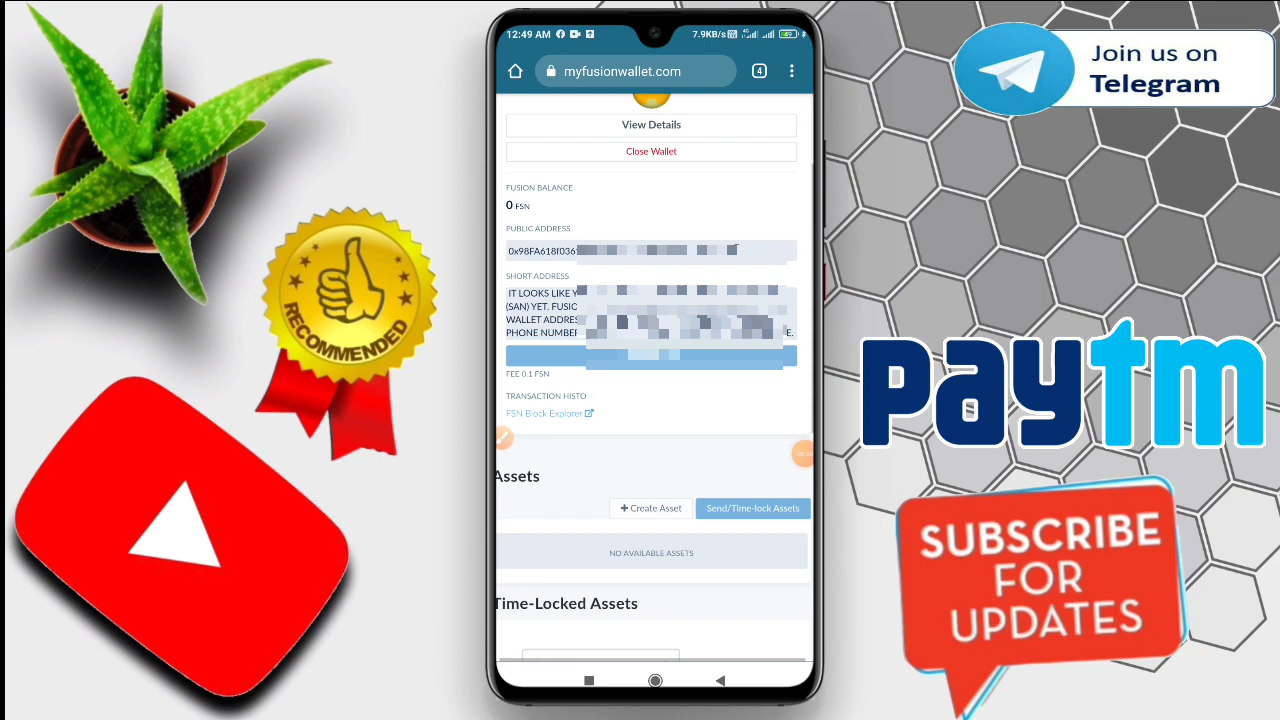 12:49 AM
7.9KB/s
49
myfusionwallet.com
4
View Details
Close Wallet
FUSION BALANCE
0 FSN
PUBLIC ADDRESS
0x98FA618f036
SHORT ADDRESS
IT LOOKS LIKE Y
(SAN) YET. FUSIC
WALLET ADDRES
PHONE NUMBER E.
FEE 0.1 FSN
TRANSACTION HISTO
FSN Block Explorer
Assets
+ Create Asset
Send/Time-lock Assets
NO AVAILABLE ASSETS
Time-Locked Assets
RECOMMENDED
Join us on
Telegram
paytm
SUBSCRIBE
FOR
UPDATES